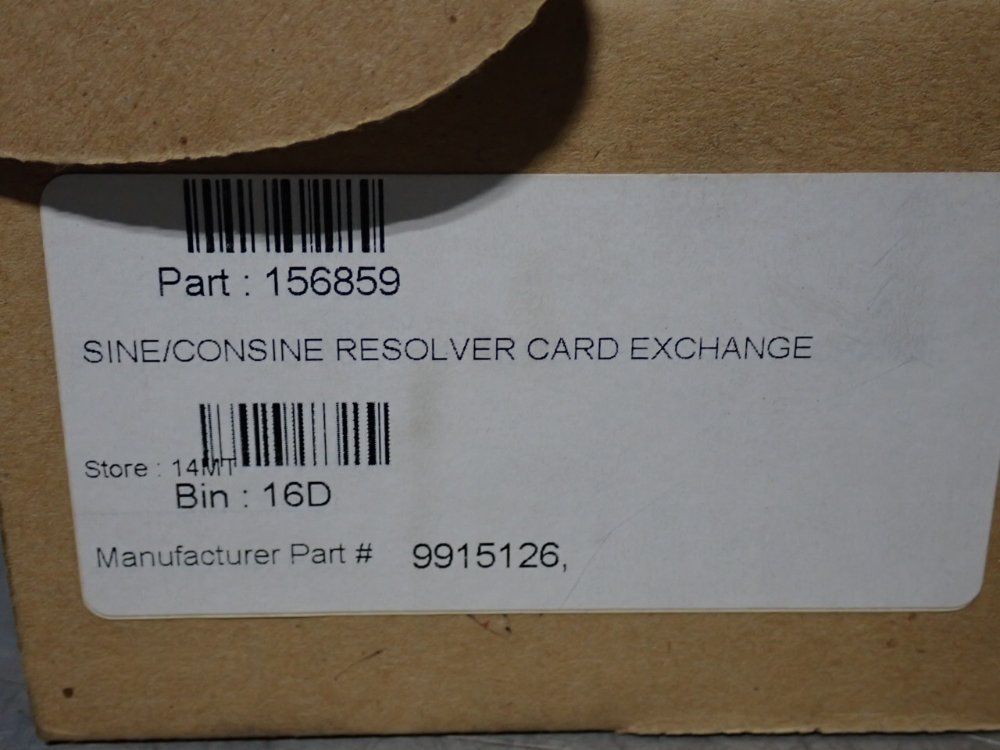 Part : 156859
SINE/CONSINE RESOLVER CARD EXCHANGE
Store : 14MT
Bin : 16D
Manufacturer Part # 9915126,